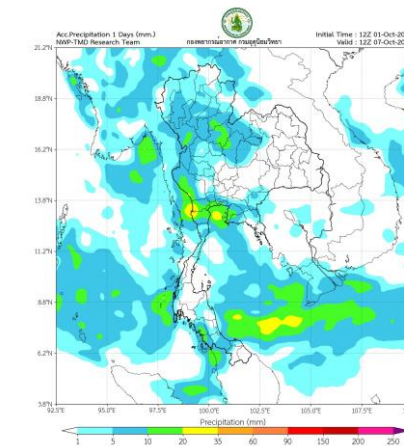 Acc.Precipitation 1 Days (mm.)
NWP-TMD Research Team
กองพยากรณ์อากาศ กรมอุตุนิยมวิทยา
Initial Time : 12Z 01-Oct-20
Valid : 12Z 07-Oct-20
21.2°N
18.8°N
16.2°N
13.8°N
11.2°N
8.8°N
6.2°N
3.8°N
92.5°E 95.0°E 97.5°E 100.0°E 102.5°E 105.0°E 107.5°E
Precipitation (mm)
1 5 10 20 35 60 90 150 200 250